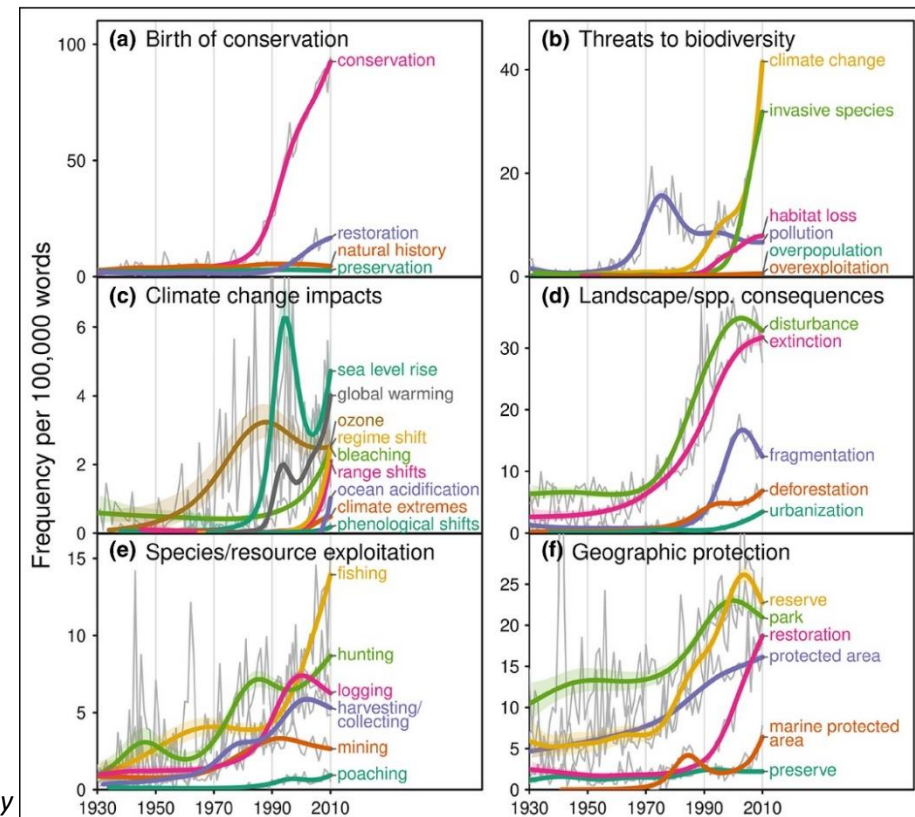 (a) Birth of conservation
100
50
0
conservation
restoration
natural history
preservation
(b) Threats to biodiversity
40
20
0
climate change
invasive species
habitat loss
pollution
overpopulation
overexploitation
Frequency per 100,000 words
(c) Climate change impacts
6
4
2
0
sea level rise
global warming
ozone
regime shift
bleaching
range shifts
ocean acidification
climate extremes
phenological shifts
(d) Landscape/spp. consequences
30
20
10
0
disturbance
extinction
fragmentation
deforestation
urbanization
(e) Species/resource exploitation
15
10
5
0
fishing
hunting
logging
harvesting/
collecting
mining
poaching
1930 1950 1970 1990 2010
(f) Geographic protection
25
20
15
10
5
0
reserve
park
restoration
protected area
marine protected
area
preserve
1930 1950 1970 1990 2010
y